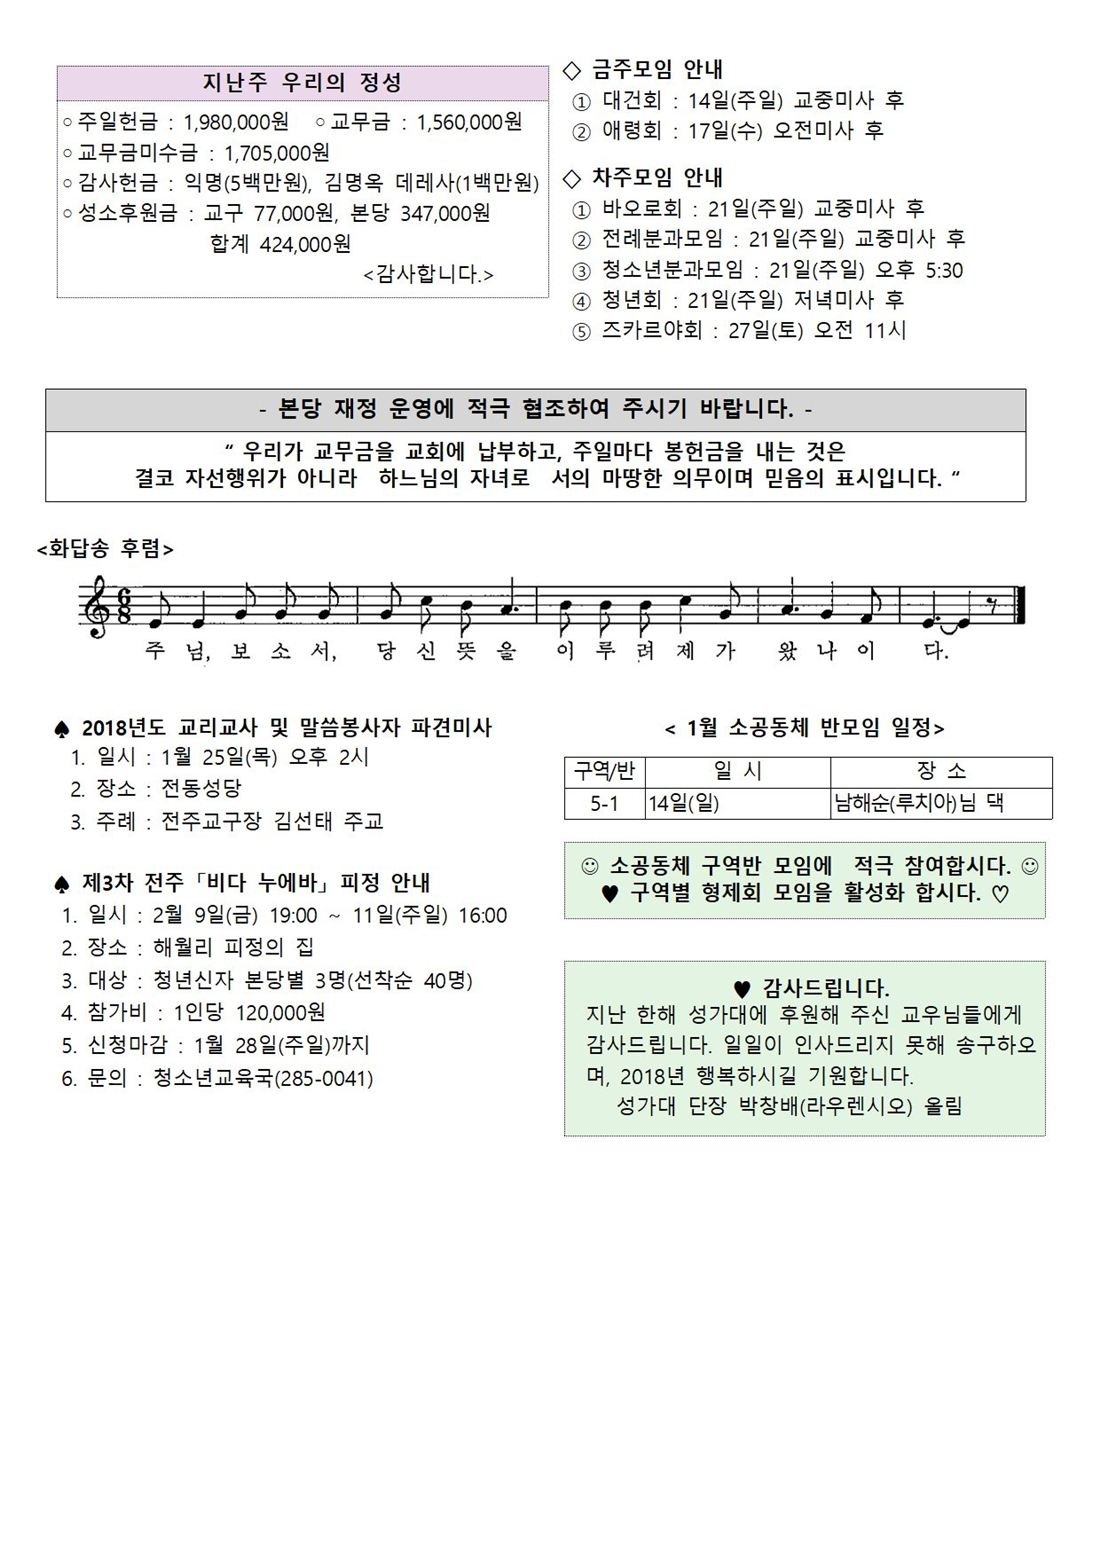 지난주 우리의 정성
○ 주일헌금 : 1,980,000원 ○ 교무금 : 1,560,000원
○ 교무금미수금 : 1,705,000원
○ 감사헌금 : 익명(5백만원), 김명옥 데레사(1백만원)
○ 성소후원금 : 교구 77,000원, 본당 347,000원
합계 424,000원
<감사합니다.>
◇ 금주모임 안내
① 대건회 : 14일(주일) 교중미사 후
② 애령회 : 17일(수) 오전미사 후
◇ 차주모임 안내
① 바오로회 : 21일(주일) 교중미사 후
② 전례분과모임 : 21일(주일) 교중미사 후
③ 청소년분과모임 : 21일(주일) 오후 5:30
④ 청년회 : 21일(주일) 저녁미사 후
⑤ 즈카르야회 : 27일(토) 오전 11시
- 본당 재정 운영에 적극 협조하여 주시기 바랍니다. -
“ 우리가 교무금을 교회에 납부하고, 주일마다 봉헌금을 내는 것은
결코 자선행위가 아니라 하느님의 자녀로 서의 마땅한 의무이며 믿음의 표시입니다. “
<화답송 후렴>
6
8
주 님, 보 소 서, 당 신 뜻 을 이 루 려 제 가 왔 나 이 다.
♠ 2018년도 교리교사 및 말씀봉사자 파견미사
1. 일시 : 1월 25일(목) 오후 2시
2. 장소 : 전동성당
3. 주례 : 전주교구장 김선태 주교
♠ 제3차 전주「비다 누에바」피정 안내
1. 일시 : 2월 9일(금) 19:00 ~ 11일(주일) 16:00
2. 장소 : 해월리 피정의 집
3. 대상 : 청년신자 본당별 3명(선착순 40명)
4. 참가비 : 1인당 120,000원
5. 신청마감 : 1월 28일(주일)까지
6. 문의 : 청소년교육국(285-0041)
< 1월 소공동체 반모임 일정>
구역/반 일 시 장 소
5-1 14일(일) 남해순(루치아)님 댁
☺ 소공동체 구역반 모임에 적극 참여합시다. ☺
♥ 구역별 형제회 모임을 활성화 합시다. ♡
♥ 감사드립니다.
지난 한해 성가대에 후원해 주신 교우님들에게
감사드립니다. 일일이 인사드리지 못해 송구하오
며, 2018년 행복하시길 기원합니다.
성가대 단장 박창배(라우렌시오) 올림